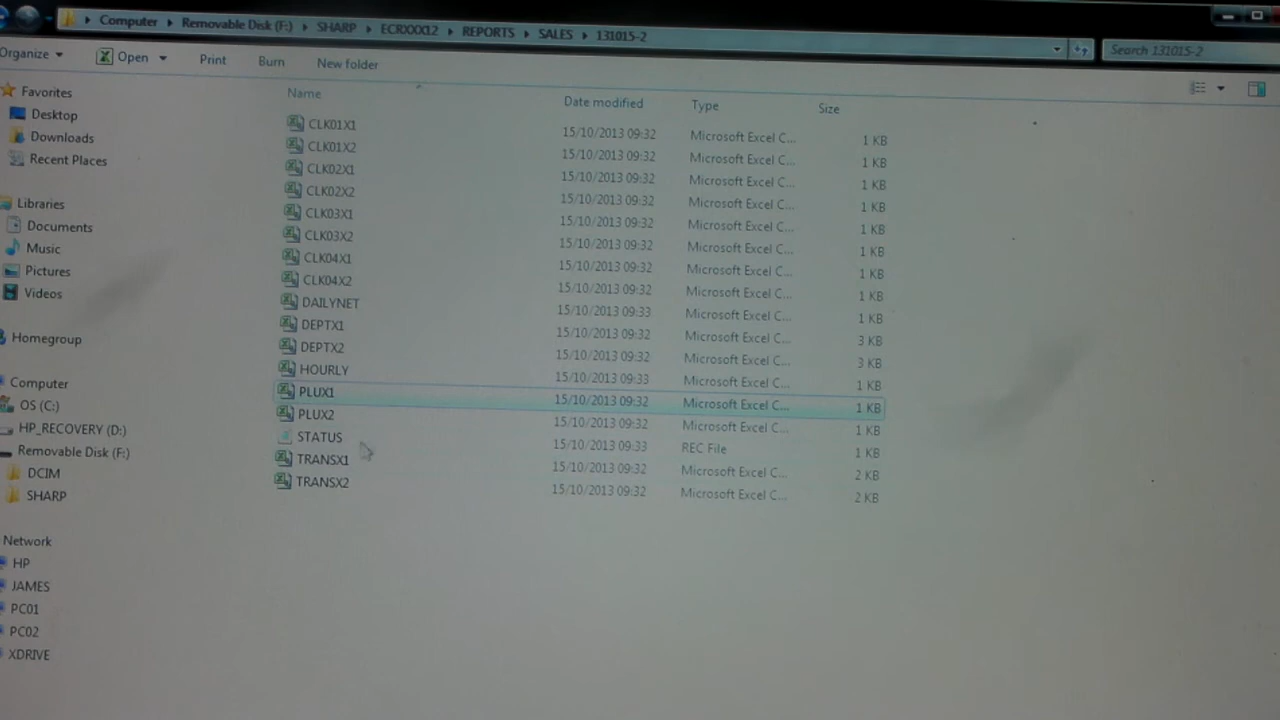 Computer Removable Disk (F:) SHARP ECRXXX12 REPORTS SALES 131015-2 Search 131015-2
Organize Open Print Burn New folder
Name Date modified Type Size
Favorites
Desktop
Downloads
Recent Places
Libraries
Documents
Music
Pictures
Videos
Homegroup
Computer
OS (C:)
HP_RECOVERY (D:)
Removable Disk (F:)
DCIM
SHARP
Network
HP
JAMES
PC01
PC02
XDRIVE
CLK01X1 15/10/2013 09:32 Microsoft Excel C... 1 KB
CLK01X2 15/10/2013 09:32 Microsoft Excel C... 1 KB
CLK02X1 15/10/2013 09:32 Microsoft Excel C... 1 KB
CLK02X2 15/10/2013 09:32 Microsoft Excel C... 1 KB
CLK03X1 15/10/2013 09:32 Microsoft Excel C... 1 KB
CLK03X2 15/10/2013 09:32 Microsoft Excel C... 1 KB
CLK04X1 15/10/2013 09:32 Microsoft Excel C... 1 KB
CLK04X2 15/10/2013 09:32 Microsoft Excel C... 1 KB
DAILYNET 15/10/2013 09:33 Microsoft Excel C... 1 KB
DEPTX1 15/10/2013 09:32 Microsoft Excel C... 3 KB
DEPTX2 15/10/2013 09:32 Microsoft Excel C... 3 KB
HOURLY 15/10/2013 09:33 Microsoft Excel C... 1 KB
PLUX1 15/10/2013 09:32 Microsoft Excel C... 1 KB
PLUX2 15/10/2013 09:32 Microsoft Excel C... 1 KB
STATUS 15/10/2013 09:33 REC File 1 KB
TRANSX1 15/10/2013 09:32 Microsoft Excel C... 2 KB
TRANSX2 15/10/2013 09:32 Microsoft Excel C... 2 KB